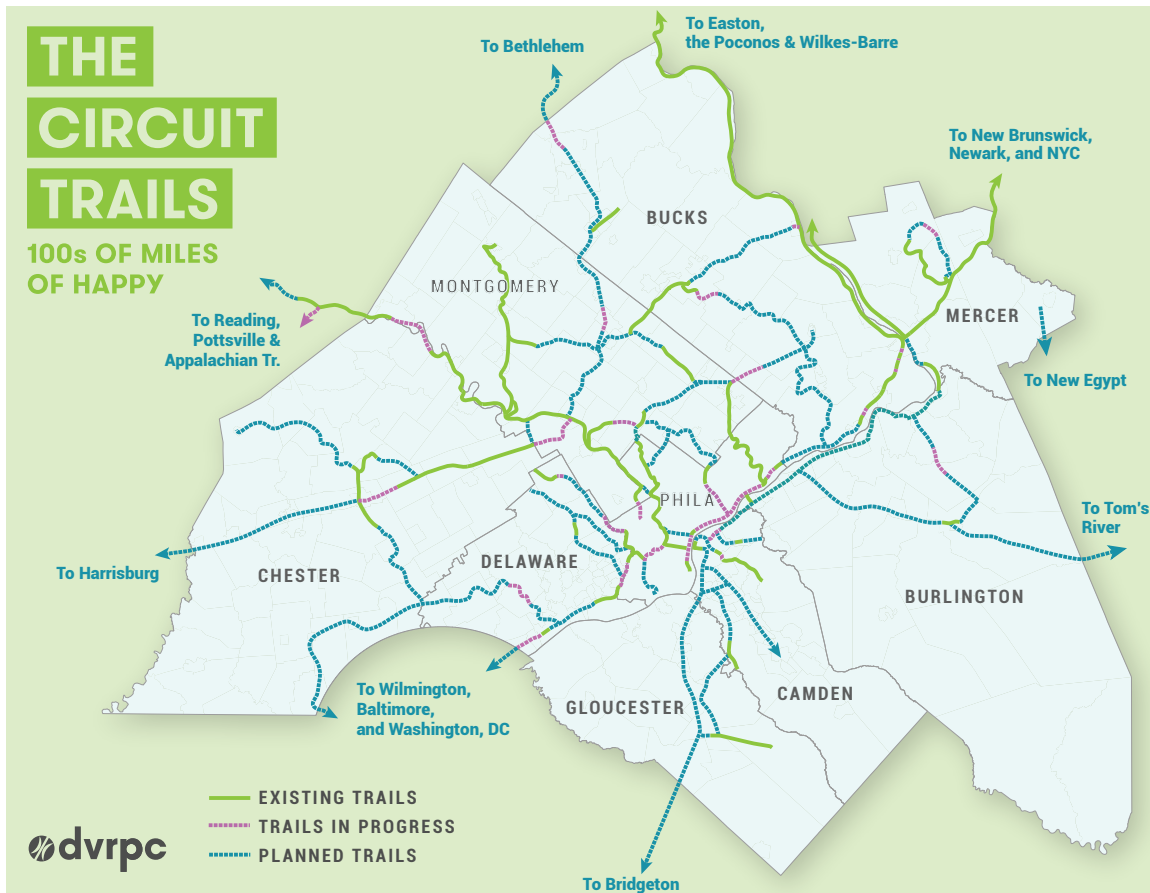 THE
CIRCUIT
TRAILS
100s OF MILES
OF HAPPY
To Easton,
the Poconos & Wilkes-Barre
To Bethlehem
To New Brunswick,
Newark, and NYC
BUCKS
MONTGOMERY
MERCER
To Reading,
Pottsville &
Appalachian Tr.
To New Egypt
PHILA
To Tom's
River
To Harrisburg
CHESTER
DELAWARE
BURLINGTON
To Wilmington,
Baltimore,
and Washington, DC
GLOUCESTER
CAMDEN
EXISTING TRAILS
TRAILS IN PROGRESS
PLANNED TRAILS
dvrpc
To Bridgeton